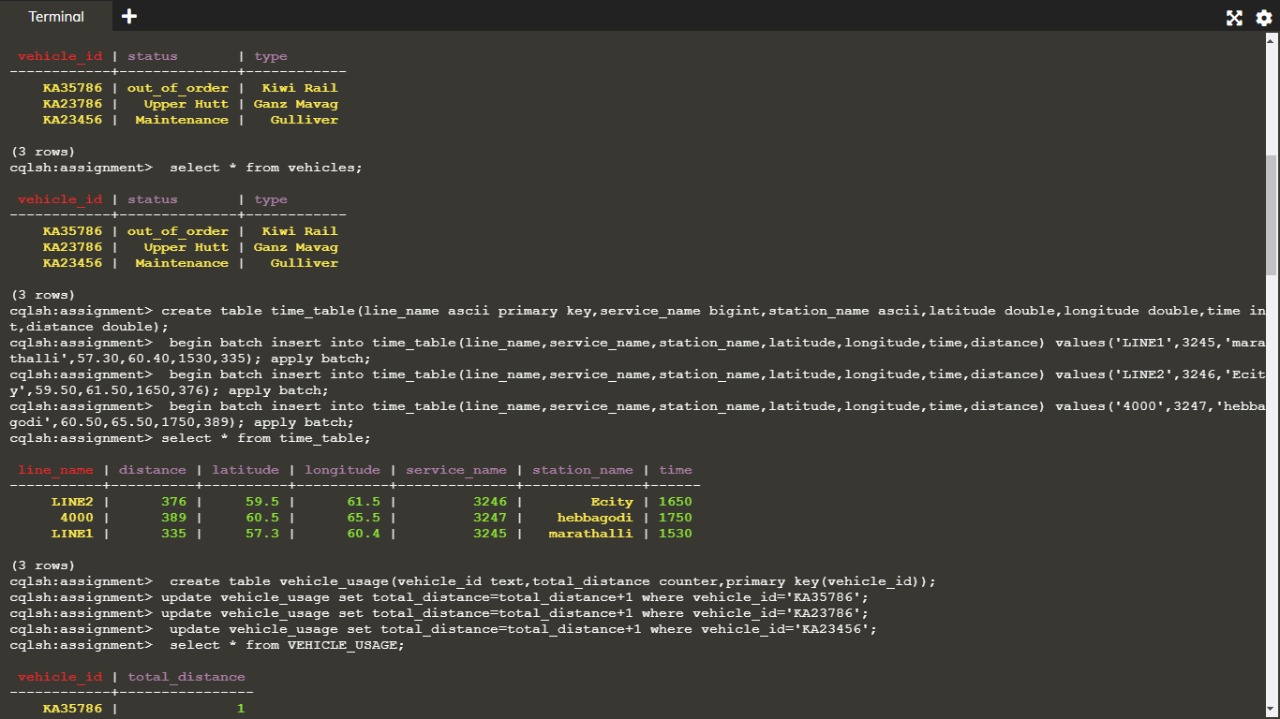 Terminal
vehicle_id | status | type
------------+--------------+------------
KA35786 | out_of_order | Kiwi Rail
KA23786 | Upper Hutt | Ganz Mavag
KA23456 | Maintenance | Gulliver
(3 rows)
cqlsh:assignment> select * from vehicles;
vehicle_id | status | type
------------+--------------+------------
KA35786 | out_of_order | Kiwi Rail
KA23786 | Upper Hutt | Ganz Mavag
KA23456 | Maintenance | Gulliver
(3 rows)
cqlsh:assignment> create table time_table(line_name ascii primary key,service_name bigint,station_name ascii,latitude double,longitude double,time in
t,distance double);
cqlsh:assignment> begin batch insert into time_table(line_name,service_name,station_name,latitude,longitude,time,distance) values('LINE1',3245,'mara
thalli',57.30,60.40,1530,335); apply batch;
cqlsh:assignment> begin batch insert into time_table(line_name,service_name,station_name,latitude,longitude,time,distance) values('LINE2',3246,'Ecit
y',59.50,61.50,1650,376); apply batch;
cqlsh:assignment> begin batch insert into time_table(line_name,service_name,station_name,latitude,longitude,time,distance) values('4000',3247,'hebba
godi',60.50,65.50,1750,389); apply batch;
cqlsh:assignment> select * from time_table;
line_name | distance | latitude | longitude | service_name | station_name | time
-----------+----------+----------+-----------+--------------+--------------+------
LINE2 | 376 | 59.5 | 61.5 | 3246 | Ecity | 1650
4000 | 389 | 60.5 | 65.5 | 3247 | hebbagodi | 1750
LINE1 | 335 | 57.3 | 60.4 | 3245 | marathalli | 1530
(3 rows)
cqlsh:assignment> create table vehicle_usage(vehicle_id text,total_distance counter,primary key(vehicle_id));
cqlsh:assignment> update vehicle_usage set total_distance=total_distance+1 where vehicle_id='KA35786';
cqlsh:assignment> update vehicle_usage set total_distance=total_distance+1 where vehicle_id='KA23786';
cqlsh:assignment> update vehicle_usage set total_distance=total_distance+1 where vehicle_id='KA23456';
cqlsh:assignment> select * from VEHICLE_USAGE;
vehicle_id | total_distance
------------+----------------
KA35786 | 1